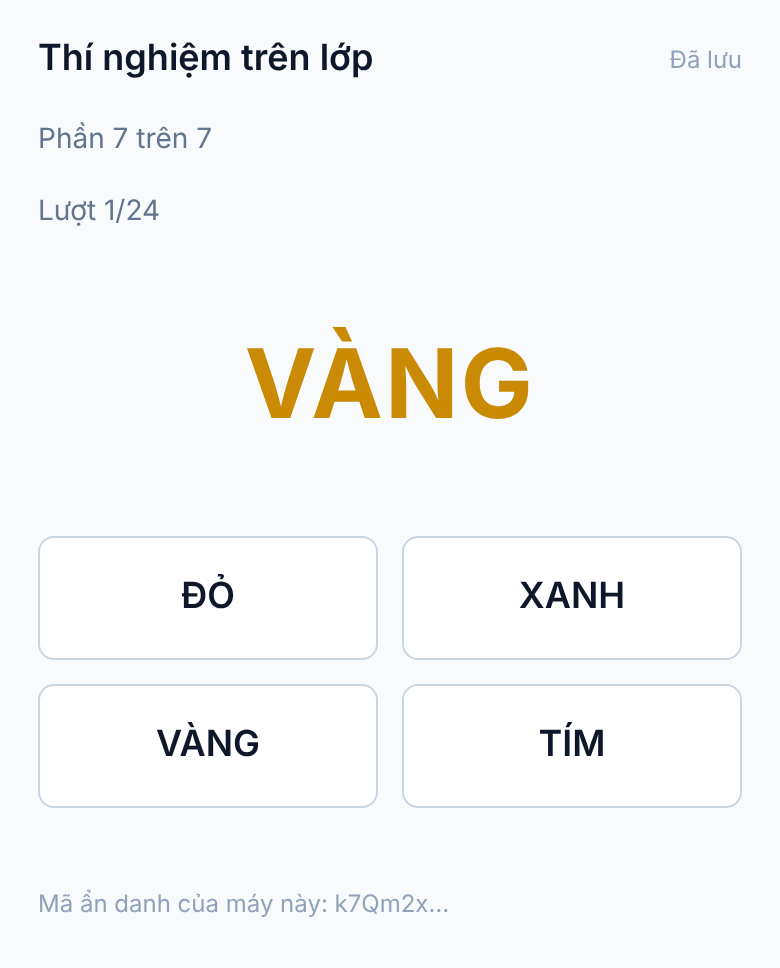 Thí nghiệm trên lớp
Đã lưu
Phần 7 trên 7
Lượt 1/24
VÀNG
ĐỎ
XANH
VÀNG
TÍM
Mã ẩn danh của máy này: k7Qm2x...